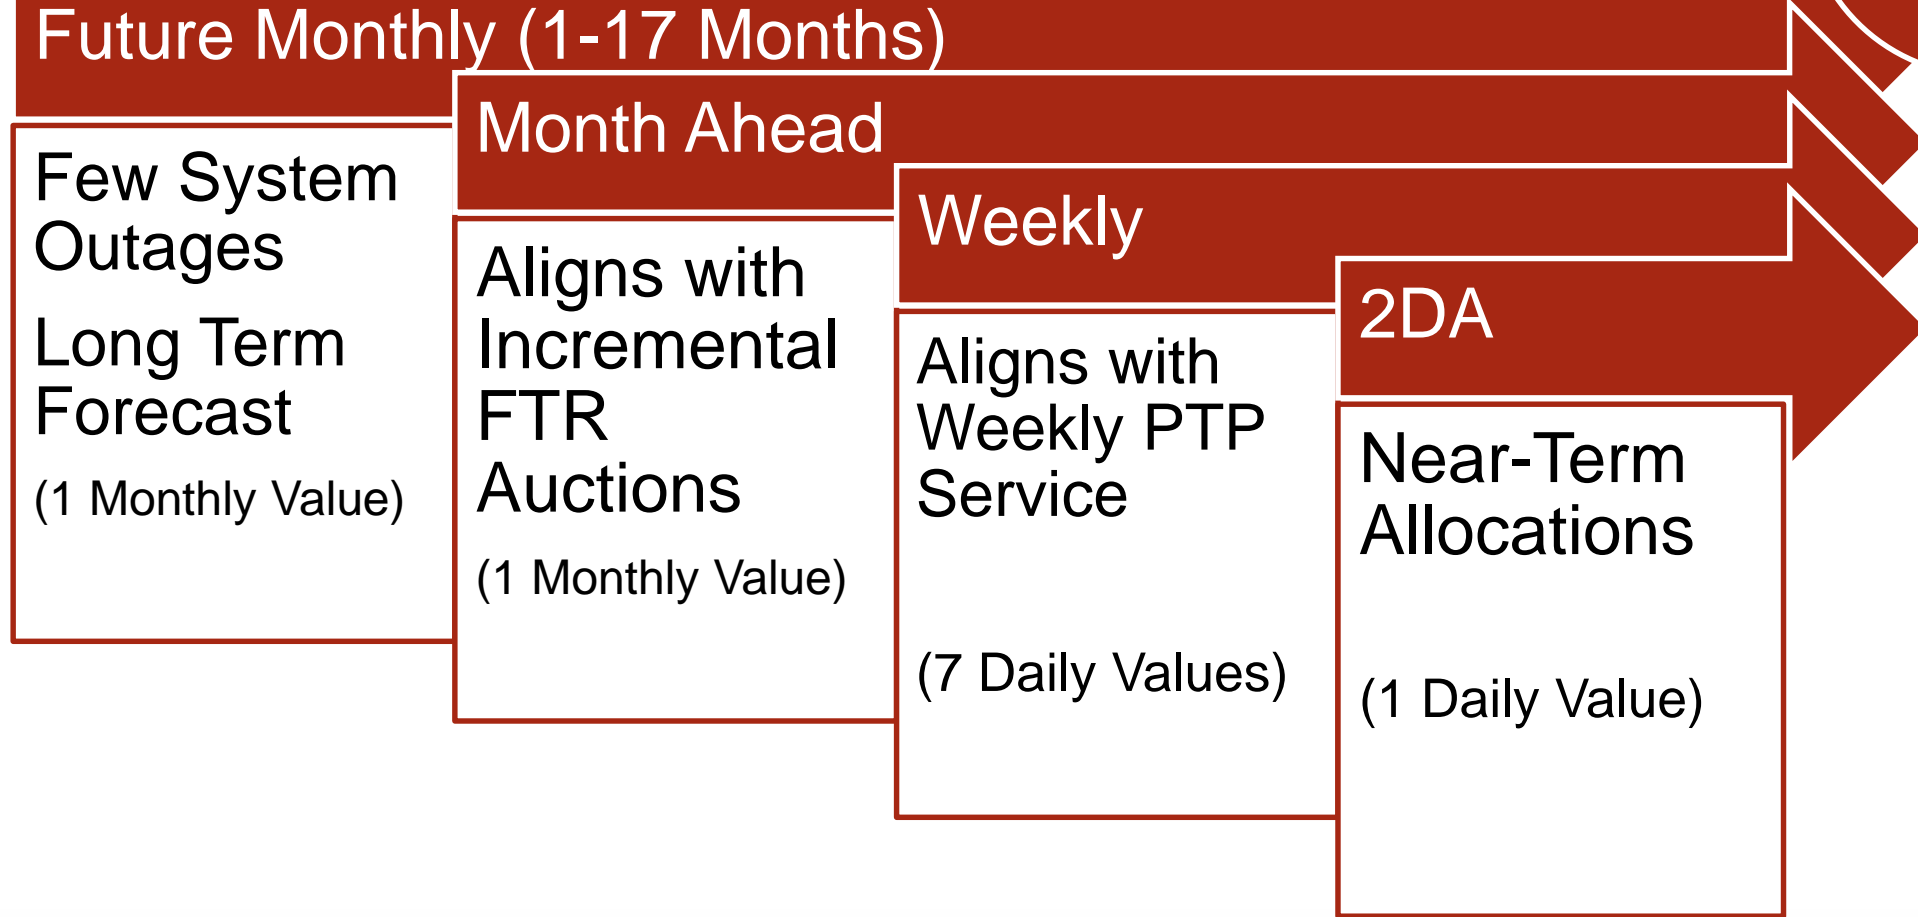 Future Monthly (1-17 Months)
Few System
Outages
Long Term
Forecast
(1 Monthly Value)
Month Ahead
Aligns with
Incremental
FTR
Auctions
(1 Monthly Value)
Weekly
Aligns with
Weekly PTP
Service
(7 Daily Values)
2DA
Near-Term
Allocations
(1 Daily Value)